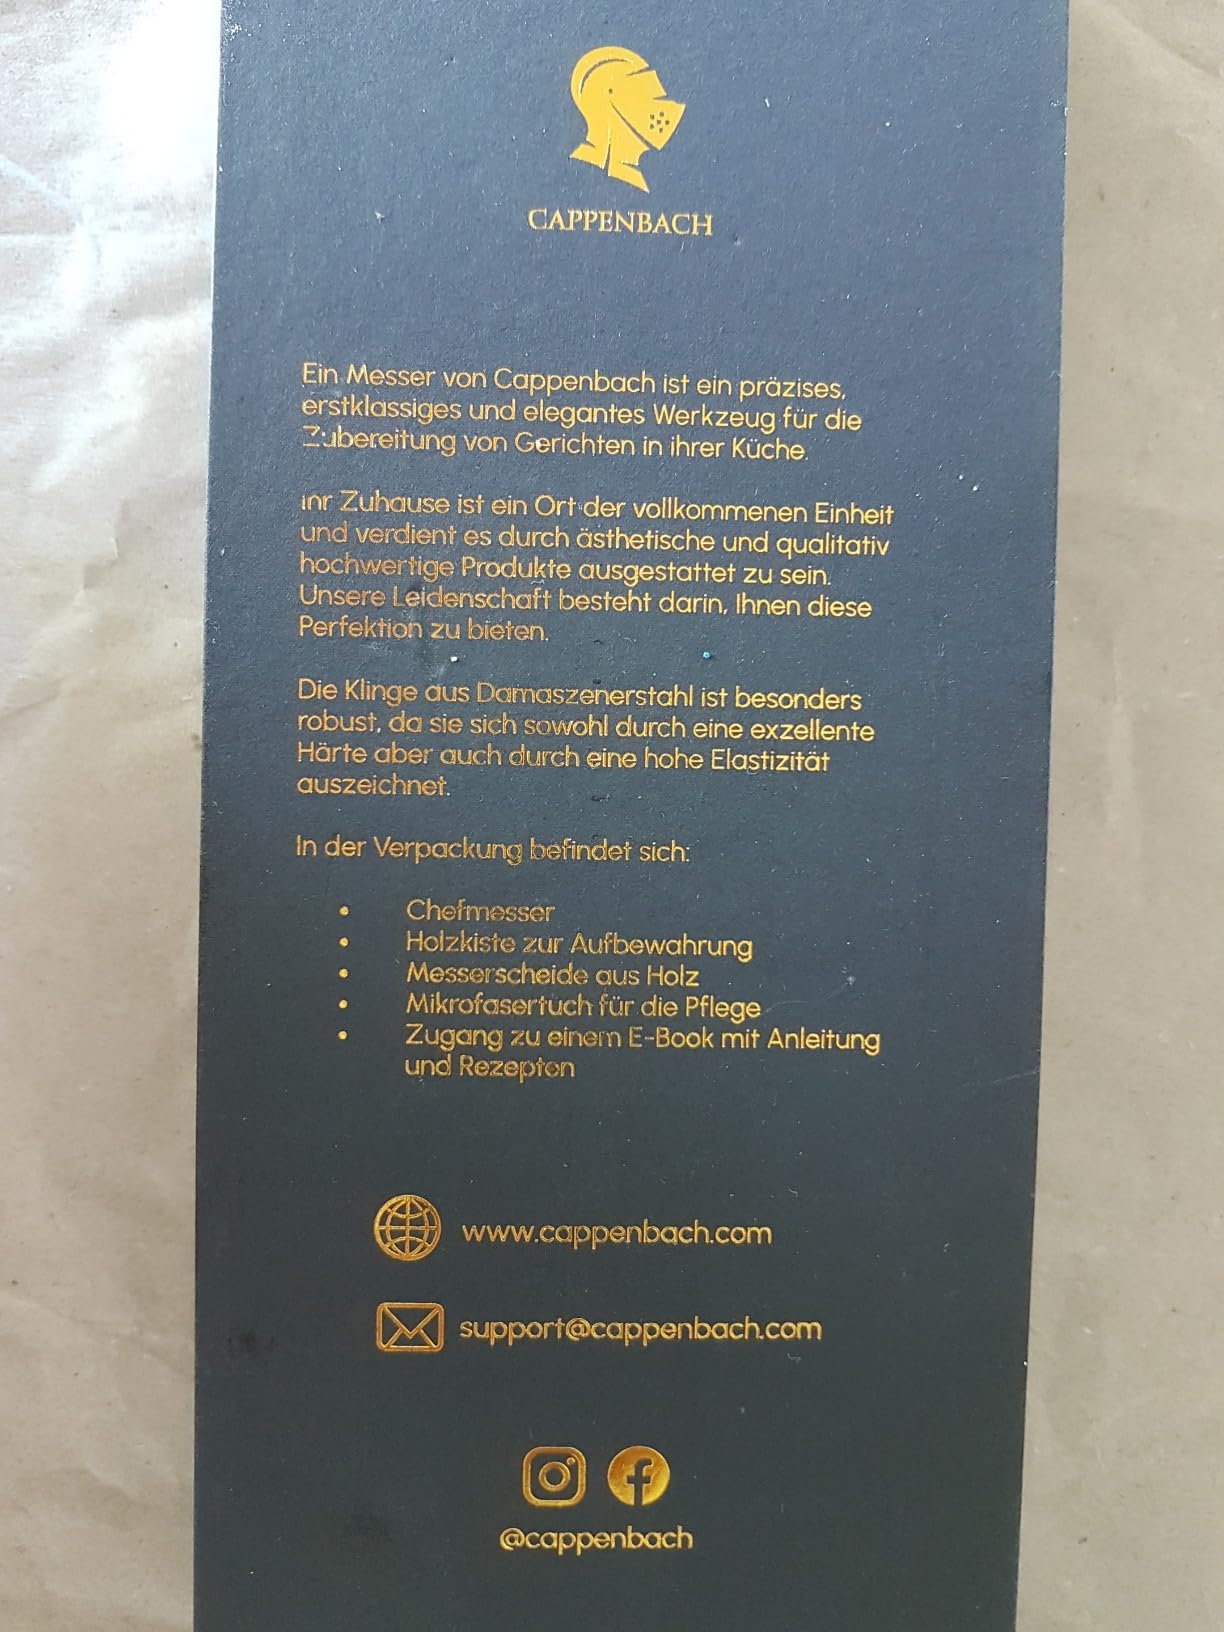 CAPPENBACH
Ein Messer von Cappenbach ist ein präzises,
erstklassiges und elegantes Werkzeug für die
Zubereitung von Gerichten in ihrer Küche.
Ihr Zuhause ist ein Ort der vollkommenen Einheit
und verdient es durch ästhetische und qualitativ
hochwertige Produkte ausgestattet zu sein.
Unsere Leidenschaft besteht darin, Ihnen diese
Perfektion zu bieten.
Die Klinge aus Damaszenerstahl ist besonders
robust, da sie sich sowohl durch eine exzellente
Härte aber auch durch eine hohe Elastizität
auszeichnet.
In der Verpackung befindet sich:
• Chefmesser
• Holzkiste zur Aufbewahrung
• Messerscheide aus Holz
• Mikrofasertuch für die Pflege
• Zugang zu einem E-Book mit Anleitung
und Rezepten
www.cappenbach.com
support@cappenbach.com
@cappenbach